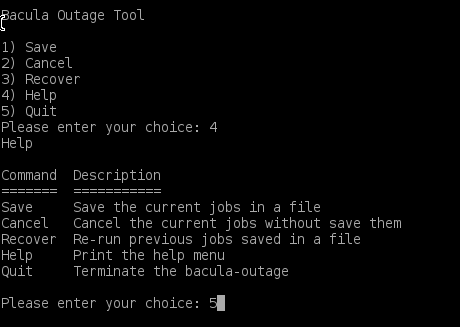 Bacula Outage Tool
1) Save
2) Cancel
3) Recover
4) Help
5) Quit
Please enter your choice: 4
Help
Command  Description
=======  ===========
Save     Save the current jobs in a file
Cancel   Cancel the current jobs without save them
Recover  Re-run previous jobs saved in a file
Help     Print the help menu
Quit     Terminate the bacula-outage
Please enter your choice: 5